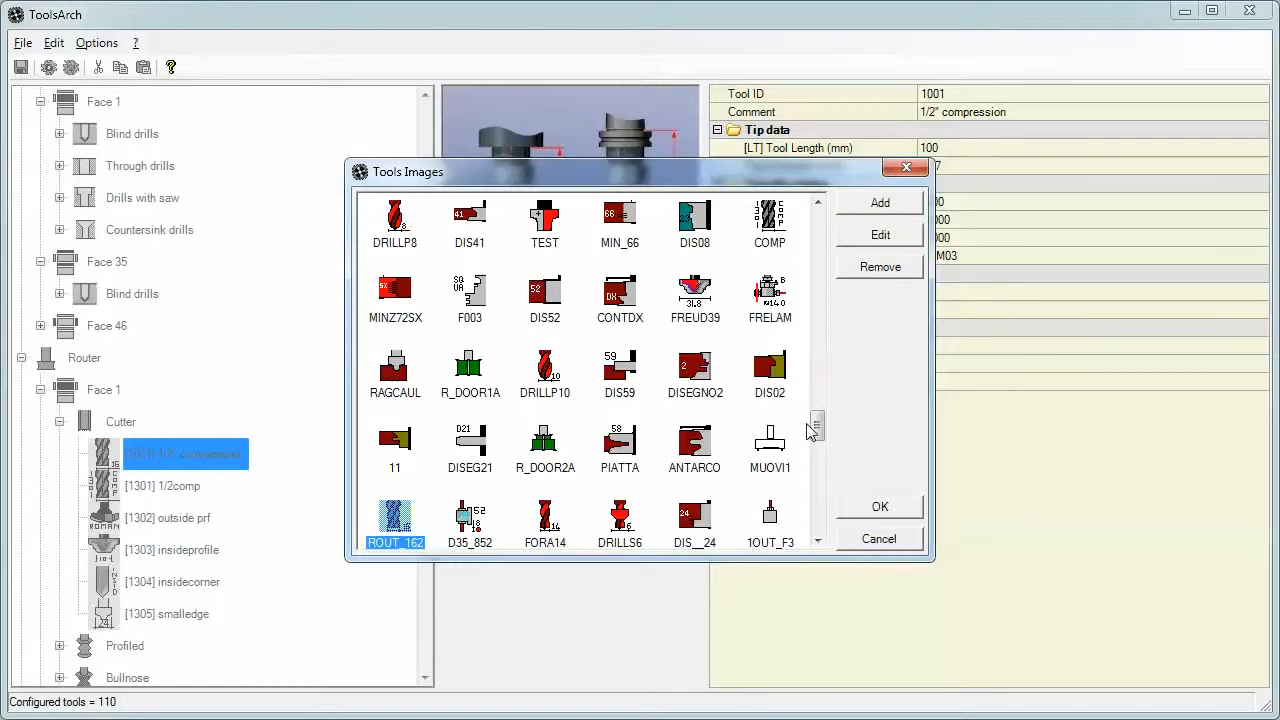 ToolsArch
File Edit Options ?
Face 1
Blind drills
Through drills
Drills with saw
Countersink drills
Face 35
Blind drills
Face 46
Router
Face 1
Cutter
[1001] 1/2" compression
[1301] 1/2comp
[1302] outside prf
[1303] insideprofile
[1304] insidecorner
[1305] smalledge
Profiled
Bullnose
Tool ID 1001
Comment 1/2" compression
Tip data
[LT] Tool Length (mm) 100
Tools Images
DRILLP8 DIS41 TEST MIN_66 DIS08 COMP
MINZ72SX F003 DIS52 CONTDX FREUD39 FRELAM
RAGCAUL R_DOOR1A DRILLP10 DIS59 DISEGNO2 DIS02
11 DISEG21 R_DOOR2A PIATTA ANTARCO MUOVI1
ROUT_162 D35_852 FORA14 DRILLS6 DIS__24 1OUT_F3
Add
Edit
Remove
OK
Cancel
Configured tools = 110